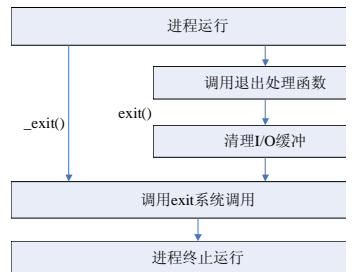 进程运行
调用退出处理函数
_exit()
exit()
清理I/O缓冲
调用exit系统调用
进程终止运行